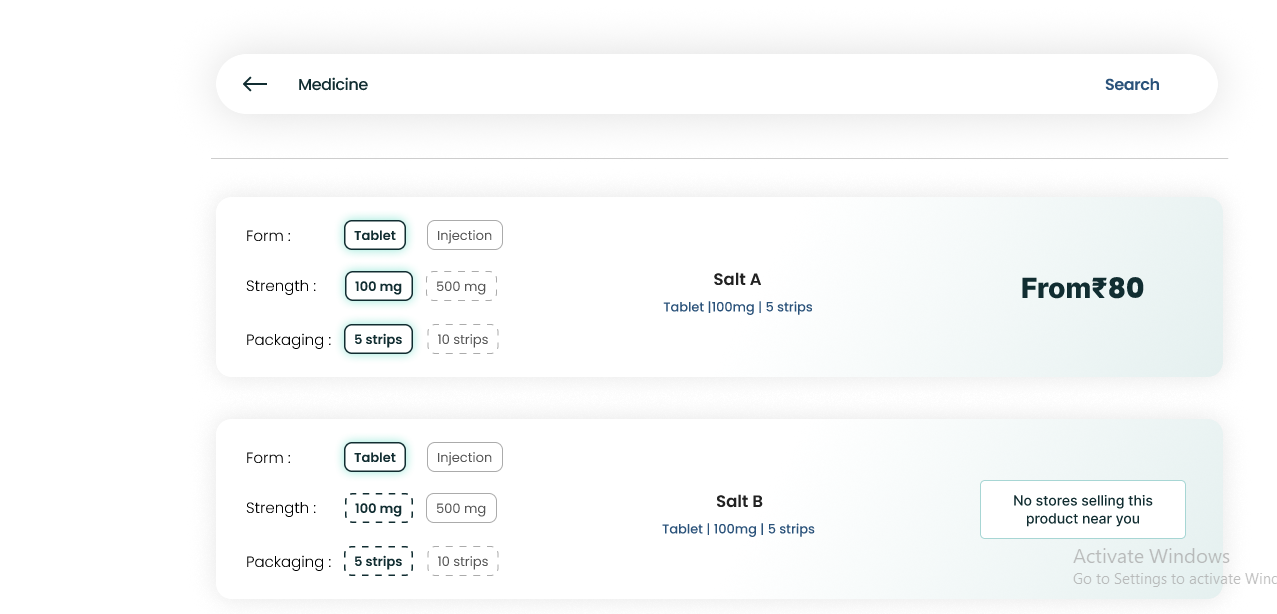 Medicine
Search
Form :
Tablet
Injection
Strength :
100 mg
500 mg
Packaging :
5 strips
10 strips
Salt A
Tablet |100mg | 5 strips
From₹80
Form :
Tablet
Injection
Strength :
100 mg
500 mg
Packaging :
5 strips
10 strips
Salt B
Tablet | 100mg | 5 strips
No stores selling this
product near you
Activate Windows
Go to Settings to activate Winc